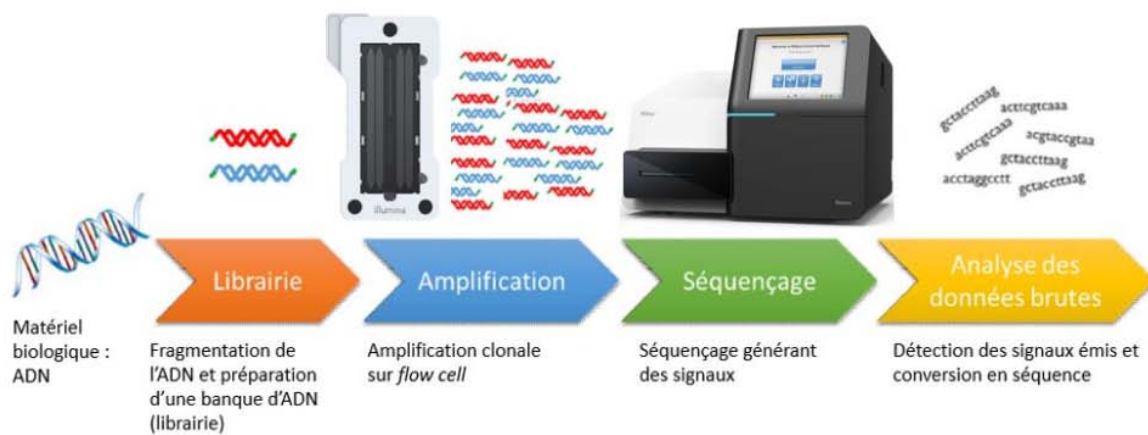 illumina
gctaccttaag
acttcgtcaaa
acttcgtcaaa
acgtaccgtaa
gctaccttaag
acctaggcctt
gctaccttaag
Librairie
Amplification
Séquençage
Analyse des
données brutes
Matériel
biologique :
ADN
Fragmentation de
l’ADN et préparation
d’une banque d’ADN
(librairie)
Amplification clonale
sur flow cell
Séquençage générant
des signaux
Détection des signaux émis et
conversion en séquence